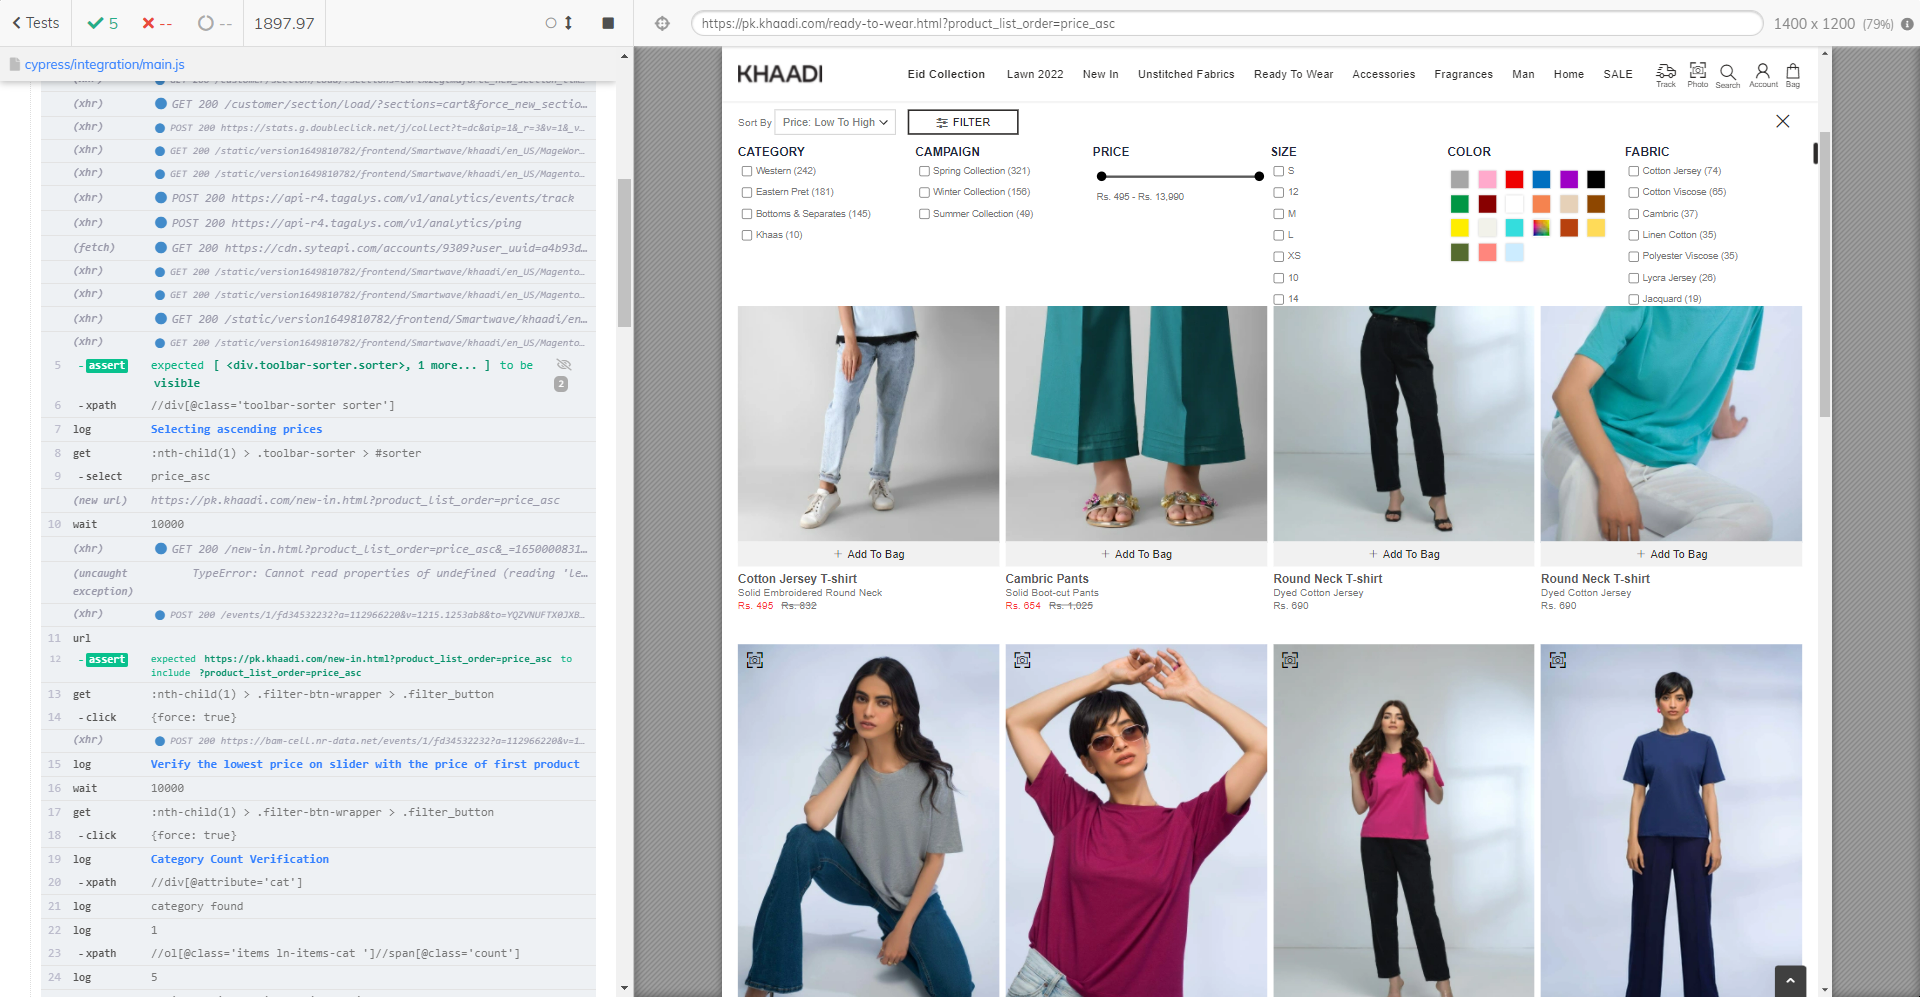 Tests
5
--
--
1897.97
https://pk.khaadi.com/ready-to-wear.html?product_list_order=price_asc
1400 x 1200 (79%)
cypress/integration/main.js
(xhr) GET 200 /customer/section/load/?sections=cart&force_new_sectio...
(xhr) POST 200 https://stats.g.doubleclick.net/j/collect?t=dc&aip=1&_r=3&v=1&_v...
(xhr) GET 200 /static/version1649810782/frontend/Smartwave/khaadi/en_US/MageWor...
(xhr) GET 200 /static/version1649810782/frontend/Smartwave/khaadi/en_US/Magento...
(xhr) POST 200 https://api-r4.tagalys.com/v1/analytics/events/track
(xhr) POST 200 https://api-r4.tagalys.com/v1/analytics/ping
(fetch) GET 200 https://cdn.syteapi.com/accounts/9309?user_uuid=a4b93d...
(xhr) GET 200 /static/version1649810782/frontend/Smartwave/khaadi/en_US/Magento...
(xhr) GET 200 /static/version1649810782/frontend/Smartwave/khaadi/en_US/Magento...
(xhr) GET 200 /static/version1649810782/frontend/Smartwave/khaadi/en...
(xhr) GET 200 /static/version1649810782/frontend/Smartwave/khaadi/en_US/Magento...
5 -assert expected [ <div.toolbar-sorter.sorter>, 1 more... ] to be
visible
2
6 -xpath //div[@class='toolbar-sorter sorter']
7 log Selecting ascending prices
8 get :nth-child(1) > .toolbar-sorter > #sorter
9 -select price_asc
(new url) https://pk.khaadi.com/new-in.html?product_list_order=price_asc
10 wait 10000
(xhr) GET 200 /new-in.html?product_list_order=price_asc&_=1650000831...
(uncaught TypeError: Cannot read properties of undefined (reading 'le...
exception)
(xhr) POST 200 /events/1/fd34532232?a=112966220&v=1215.1253ab8&to=YQZVNUFTX0JXB...
11 url
12 -assert expected https://pk.khaadi.com/new-in.html?product_list_order=price_asc to
include ?product_list_order=price_asc
13 get :nth-child(1) > .filter-btn-wrapper > .filter_button
14 -click {force: true}
(xhr) POST 200 https://bam-cell.nr-data.net/events/1/fd34532232?a=112966220&v=1...
15 log Verify the lowest price on slider with the price of first product
16 wait 10000
17 get :nth-child(1) > .filter-btn-wrapper > .filter_button
18 -click {force: true}
19 log Category Count Verification
20 -xpath //div[@attribute='cat']
21 log category found
22 log 1
23 -xpath //ol[@class='items ln-items-cat ']//span[@class='count']
24 log 5
KHAADI
Eid Collection Lawn 2022 New In Unstitched Fabrics Ready To Wear Accessories Fragrances Man Home SALE
Track Photo Search Account Bag
Sort By Price: Low To High FILTER
CATEGORY
Western (242)
Eastern Pret (181)
Bottoms & Separates (145)
Khaas (10)
CAMPAIGN
Spring Collection (321)
Winter Collection (156)
Summer Collection (49)
PRICE
Rs. 495 - Rs. 13,990
SIZE
S
12
M
L
XS
10
14
COLOR
FABRIC
Cotton Jersey (74)
Cotton Viscose (65)
Cambric (37)
Linen Cotton (35)
Polyester Viscose (35)
Lycra Jersey (26)
Jacquard (19)
+ Add To Bag
Cotton Jersey T-shirt
Solid Embroidered Round Neck
Rs. 495 Rs. 832
+ Add To Bag
Cambric Pants
Solid Boot-cut Pants
Rs. 654 Rs. 1,025
+ Add To Bag
Round Neck T-shirt
Dyed Cotton Jersey
Rs. 690
+ Add To Bag
Round Neck T-shirt
Dyed Cotton Jersey
Rs. 690